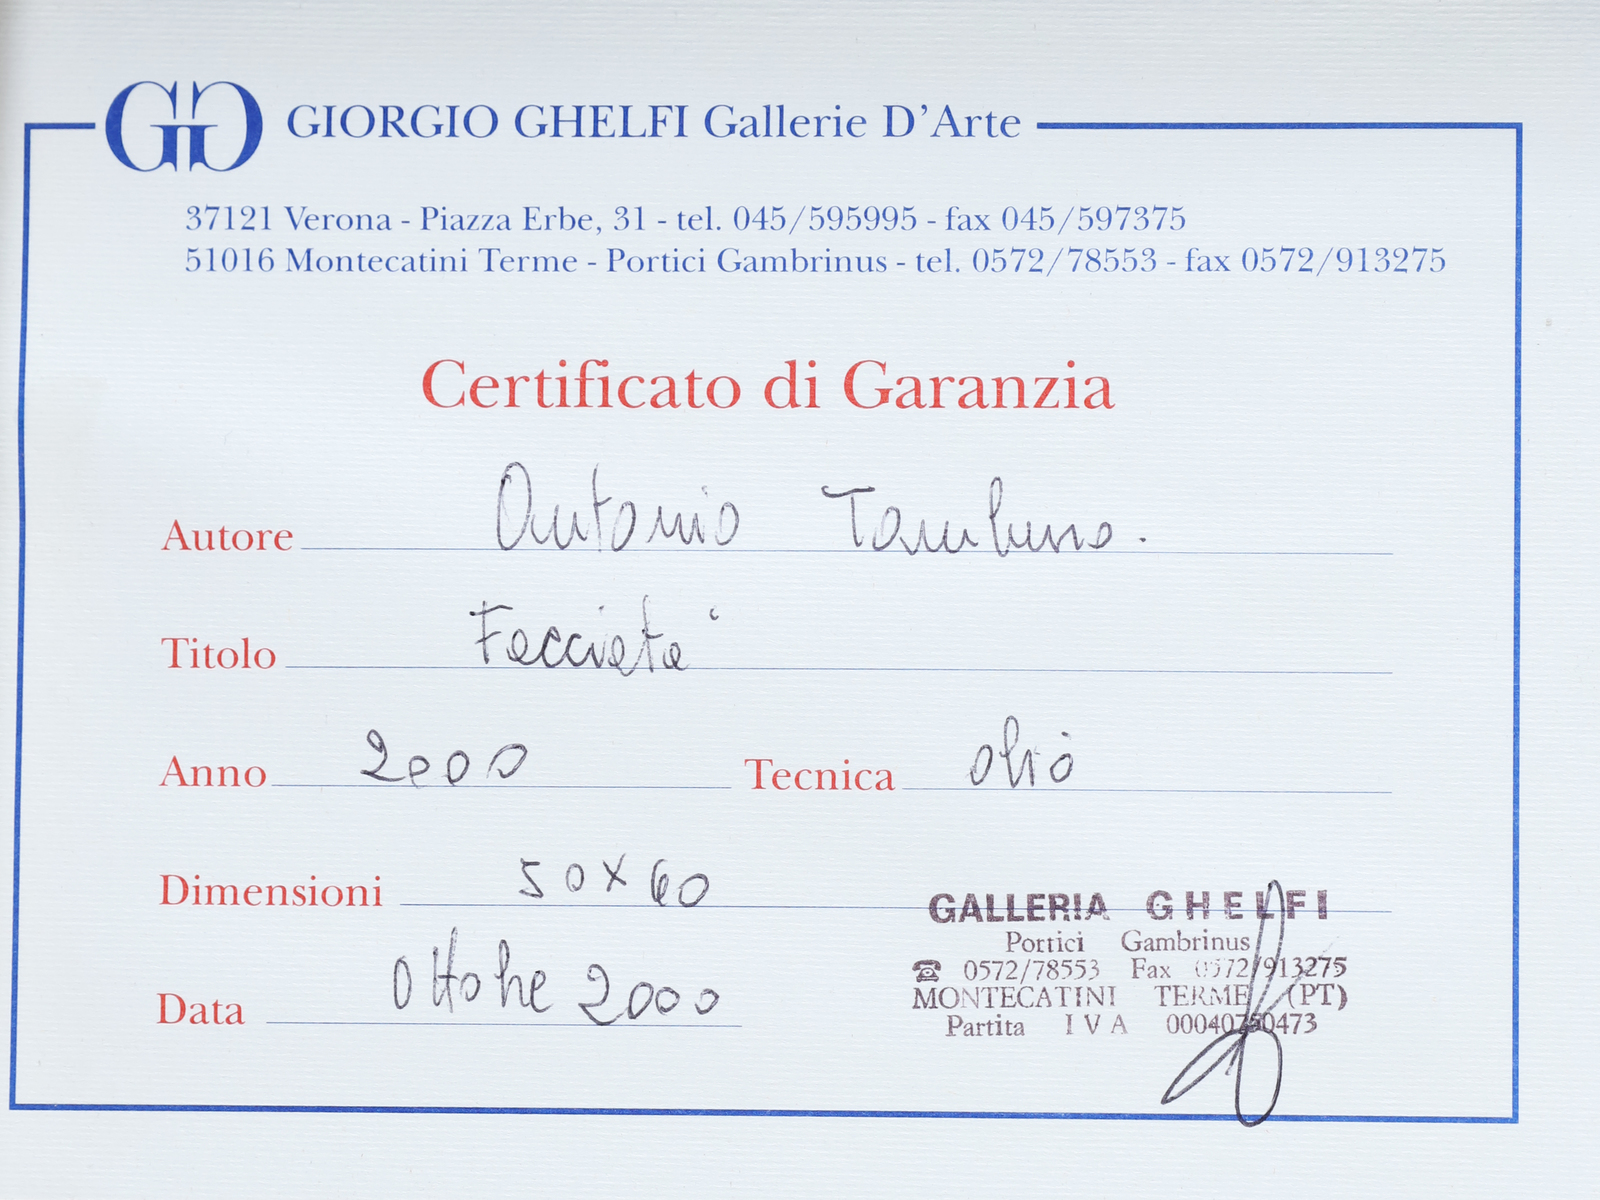 GG GIORGIO GHELFI Gallerie D'Arte
37121 Verona - Piazza Erbe, 31 - tel. 045/595995 - fax 045/597375
51016 Montecatini Terme - Portici Gambrinus - tel. 0572/78553 - fax 0572/913275
Certificato di Garanzia
Autore Antonio Tamburro.
Titolo Facciata
Anno 2000 Tecnica olio
Dimensioni 50x60
Data Ottobre 2000
GALLERIA GHELFI
Portici Gambrinus
☎ 0572/78553 Fax 0572/913275
MONTECATINI TERME (PT)
Partita IVA